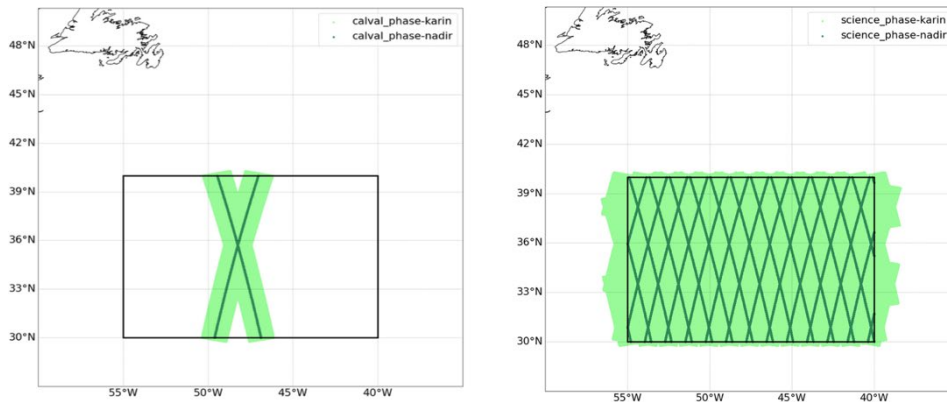 calval_phase-karin
calval_phase-nadir
48°N
45°N
42°N
39°N
36°N
33°N
30°N
55°W
50°W
45°W
40°W
science_phase-karin
science_phase-nadir
48°N
45°N
42°N
39°N
36°N
33°N
30°N
55°W
50°W
45°W
40°W